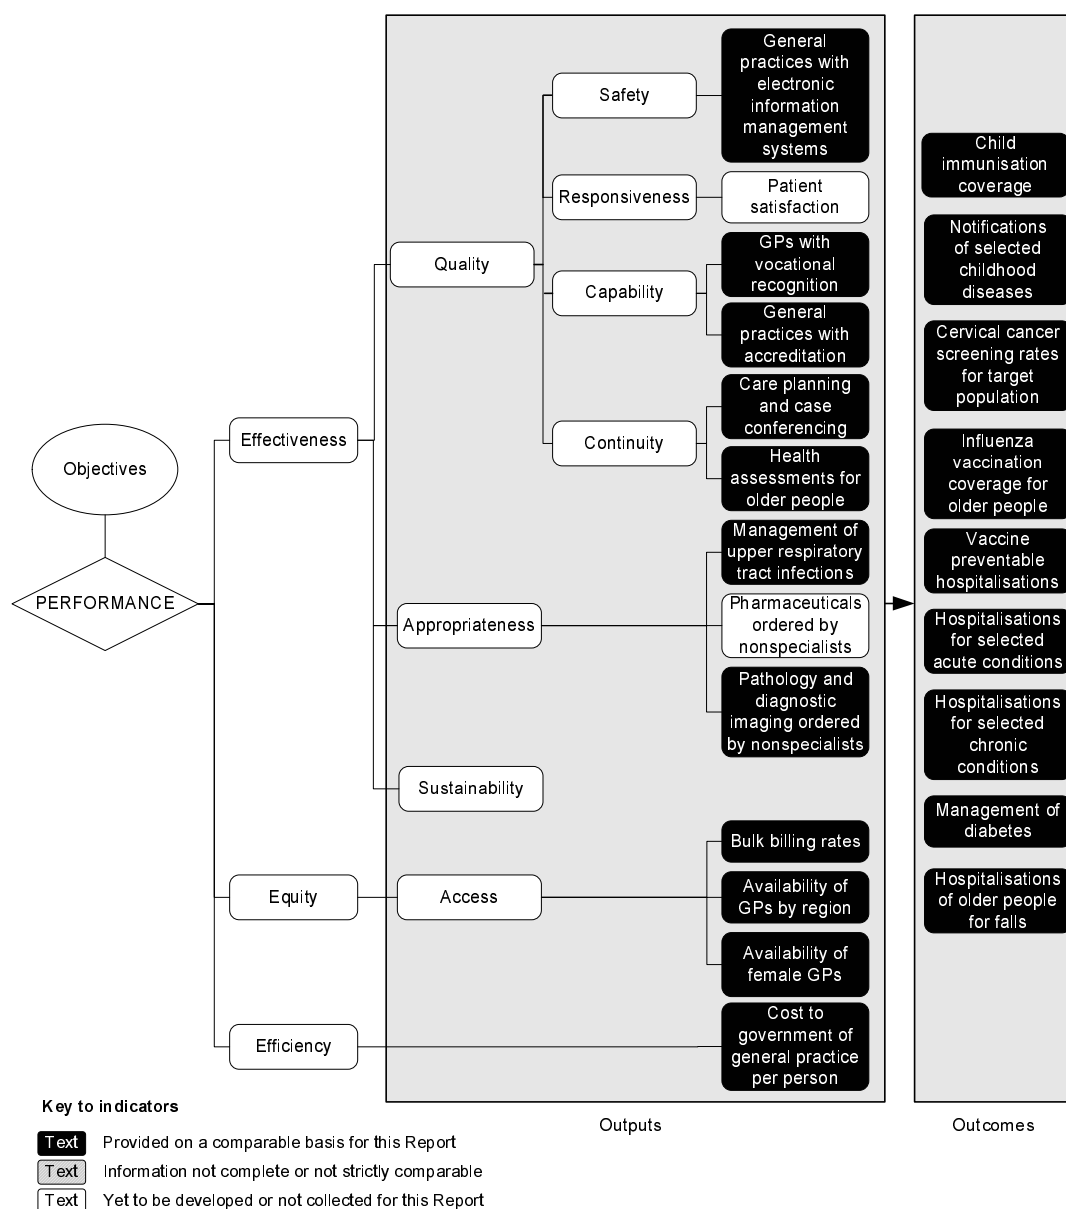 Objectives
PERFORMANCE
Effectiveness
Equity
Efficiency
Quality
Appropriateness
Sustainability
Access
Safety
Responsiveness
Capability
Continuity
General
practices with
electronic
information
management
systems
Patient
satisfaction
GPs with
vocational
recognition
General
practices with
accreditation
Care planning
and case
conferencing
Health
assessments for
older people
Management of
upper respiratory
tract infections
Pharmaceuticals
ordered by
nonspecialists
Pathology and
diagnostic
imaging ordered
by nonspecialists
Bulk billing rates
Availability of
GPs by region
Availability of
female GPs
Cost to
government of
general practice
per person
Outputs
Child
immunisation
coverage
Notifications
of selected
childhood
diseases
Cervical cancer
screening rates
for target
population
Influenza
vaccination
coverage for
older people
Vaccine
preventable
hospitalisations
Hospitalisations
for selected
acute conditions
Hospitalisations
for selected
chronic
conditions
Management of
diabetes
Hospitalisations
of older people
for falls
Outcomes
Key to indicators
Text Provided on a comparable basis for this Report
Text Information not complete or not strictly comparable
Text Yet to be developed or not collected for this Report